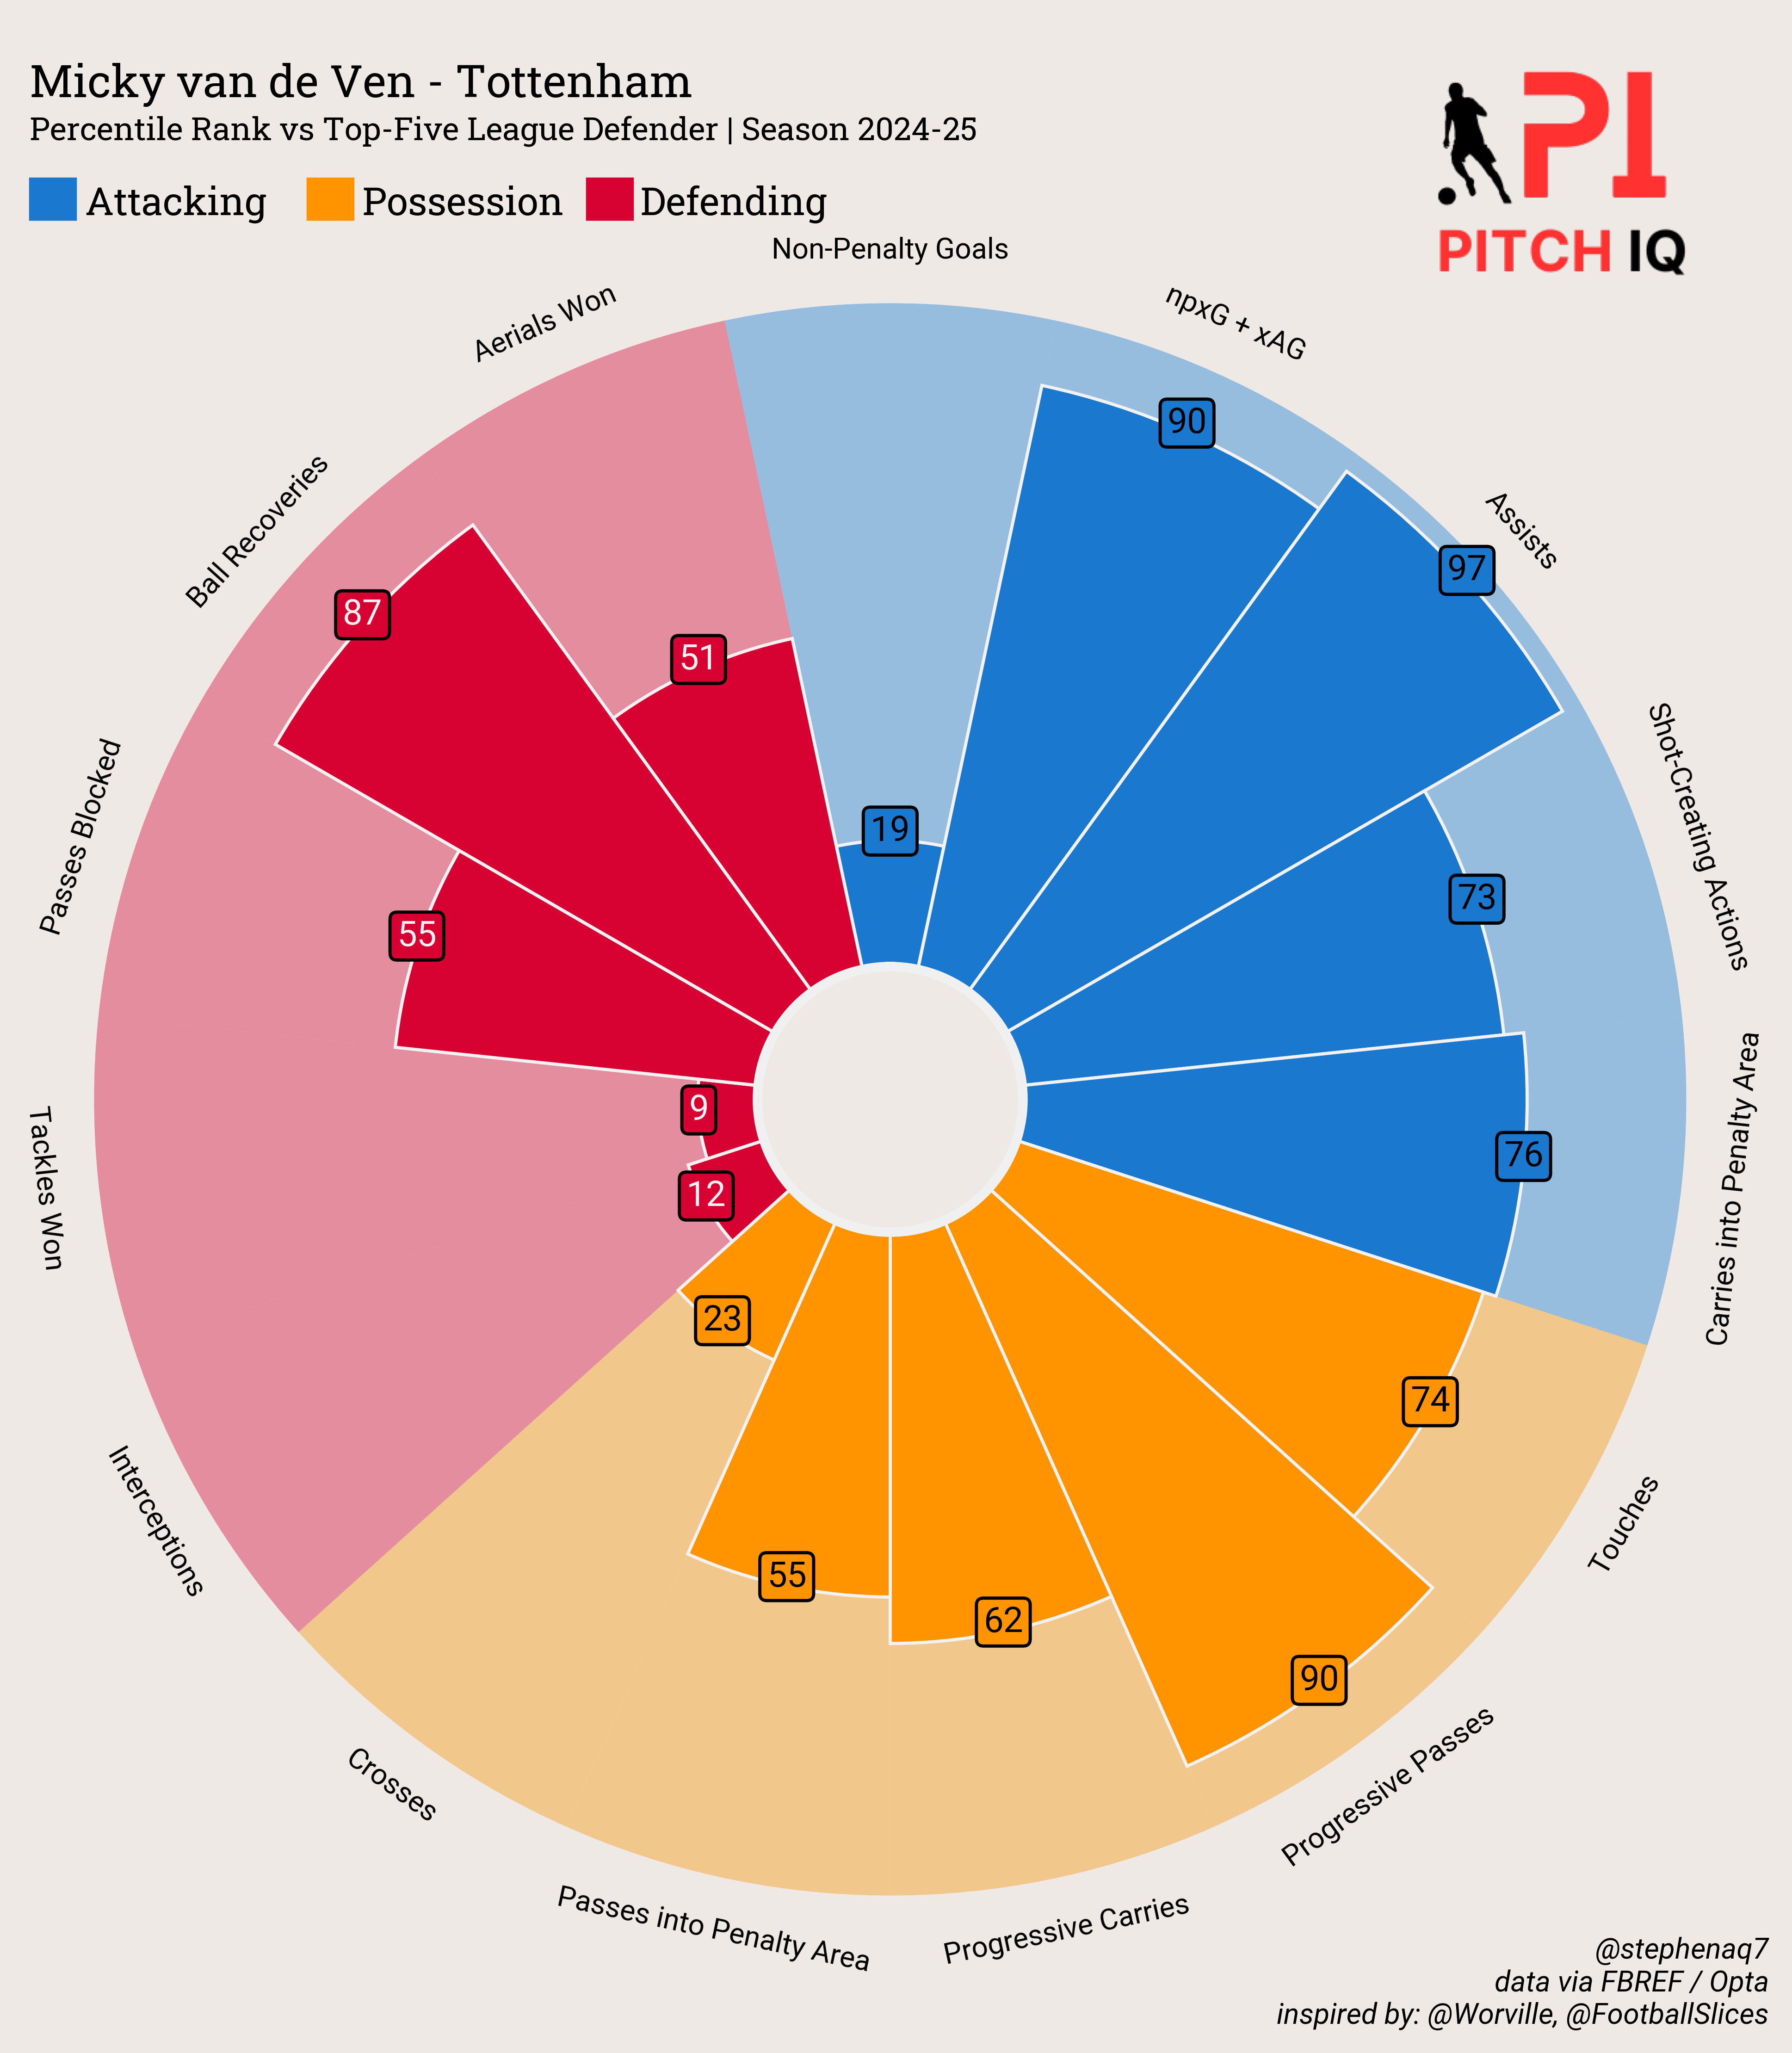 Micky van de Ven - Tottenham
Percentile Rank vs Top-Five League Defender | Season 2024-25
Attacking Possession Defending
PI
PITCH IQ
Non-Penalty Goals
npxG + xAG
Assists
Shot-Creating Actions
Carries into Penalty Area
Touches
Progressive Passes
Progressive Carries
Passes into Penalty Area
Crosses
Interceptions
Tackles Won
Passes Blocked
Ball Recoveries
Aerials Won
19
90
97
73
76
74
90
62
55
23
12
9
55
87
51
@stephenaq7
data via FBREF / Opta
inspired by: @Worville, @FootballSlices